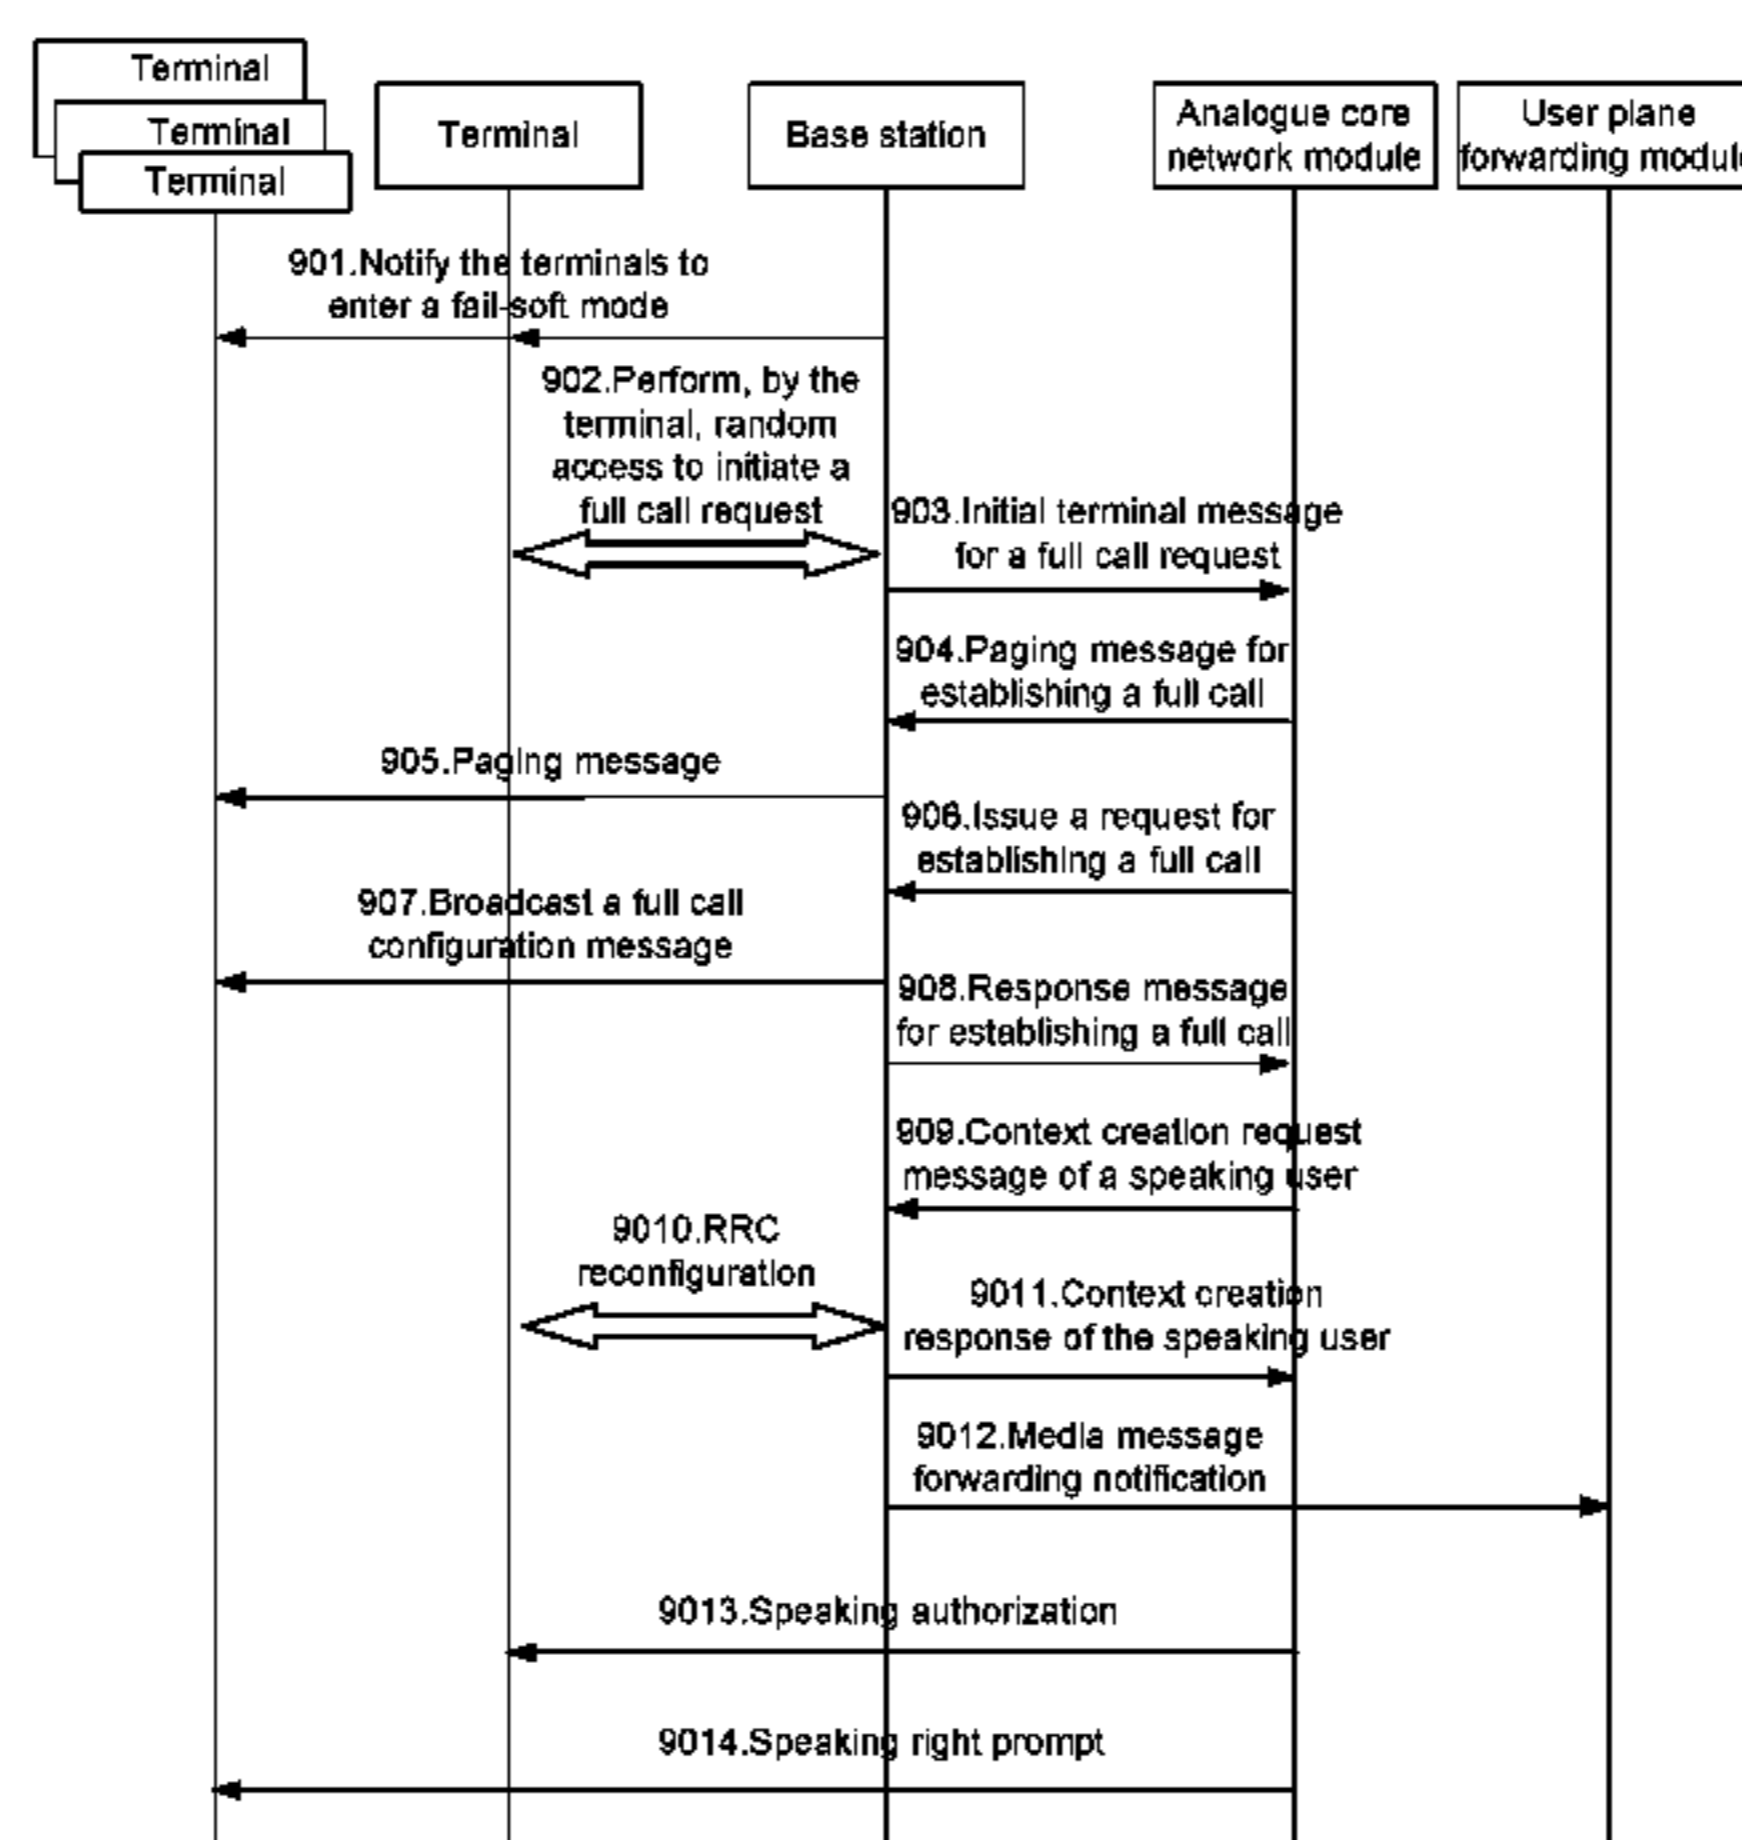 Terminal
Terminal
Terminal
Terminal
Base station
Analogue core
network module
User plane
forwarding modul
901.Notify the terminals to
enter a fail-soft mode
902.Perform, by the
terminal, random
access to initiate a
full call request
903.Initial terminal message
for a full call request
904.Paging message for
establishing a full call
905.Paging message
906.Issue a request for
establishing a full call
907.Broadcast a full call
configuration message
908.Response message
for establishing a full call
909.Context creation request
message of a speaking user
9010.RRC
reconfiguration
9011.Context creation
response of the speaking user
9012.Media message
forwarding notification
9013.Speaking authorization
9014.Speaking right prompt